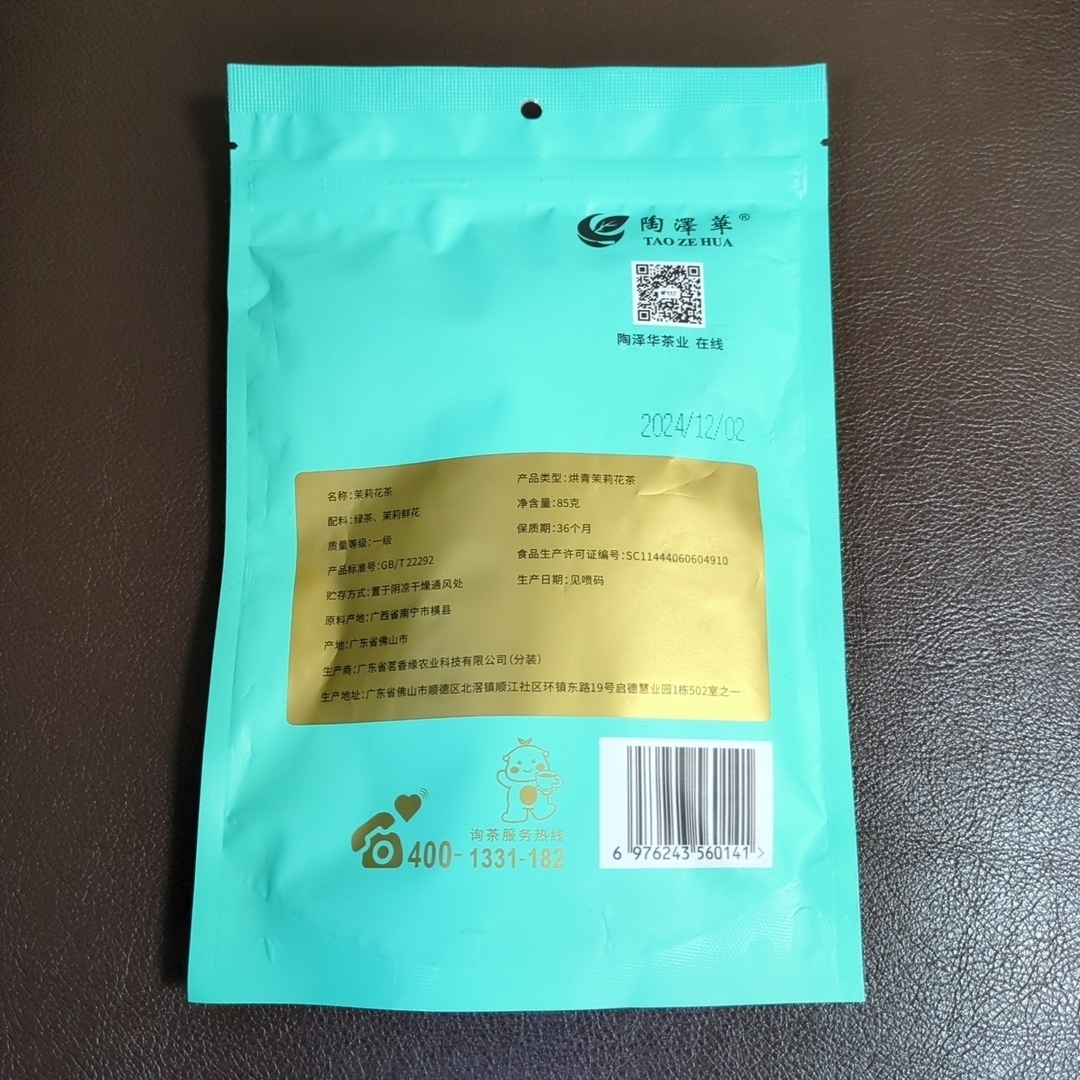 陶澤華®
TAO ZE HUA
陶泽华茶业 在线
2024/12/02
名称:茉莉花茶
配料:绿茶、茉莉鲜花
质量等级:一级
产品标准号:GB/T 22292
贮存方式:置于阴凉干燥通风处
原料产地:广西省南宁市横县
产地:广东省佛山市
生产商:广东省茗香缘农业科技有限公司(分装)
生产地址:广东省佛山市顺德区北滘镇顺江社区环镇东路19号启德慧业园1栋502室之一
产品类型:烘青茉莉花茶
净含量:85克
保质期:36个月
食品生产许可证编号:SC11444060604910
生产日期:见喷码
询茶服务热线
400-1331-182
6 976243 560141 >